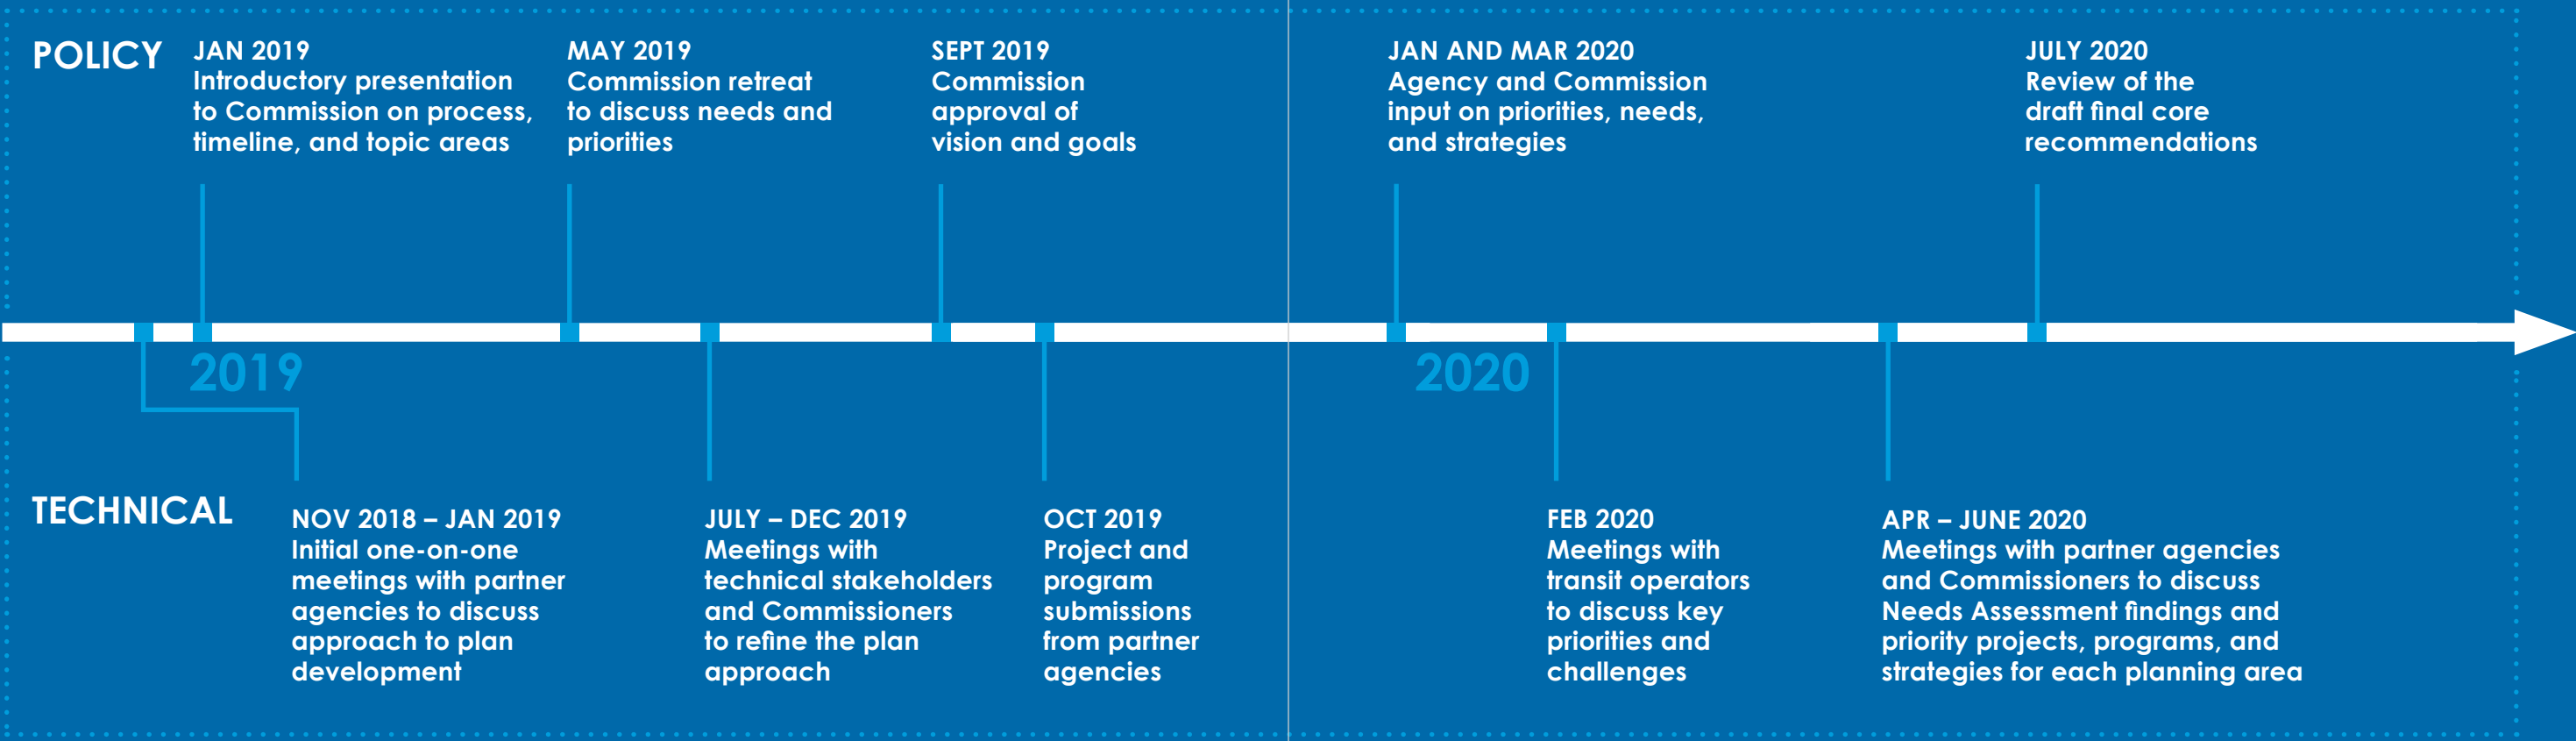 POLICY
JAN 2019
Introductory presentation
to Commission on process,
timeline, and topic areas
MAY 2019
Commission retreat
to discuss needs and
priorities
SEPT 2019
Commission
approval of
vision and goals
JAN AND MAR 2020
Agency and Commission
input on priorities, needs,
and strategies
JULY 2020
Review of the
draft final core
recommendations
2019
2020
TECHNICAL
NOV 2018 – JAN 2019
Initial one-on-one
meetings with partner
agencies to discuss
approach to plan
development
JULY – DEC 2019
Meetings with
technical stakeholders
and Commissioners
to refine the plan
approach
OCT 2019
Project and
program
submissions
from partner
agencies
FEB 2020
Meetings with
transit operators
to discuss key
priorities and
challenges
APR – JUNE 2020
Meetings with partner agencies
and Commissioners to discuss
Needs Assessment findings and
priority projects, programs, and
strategies for each planning area